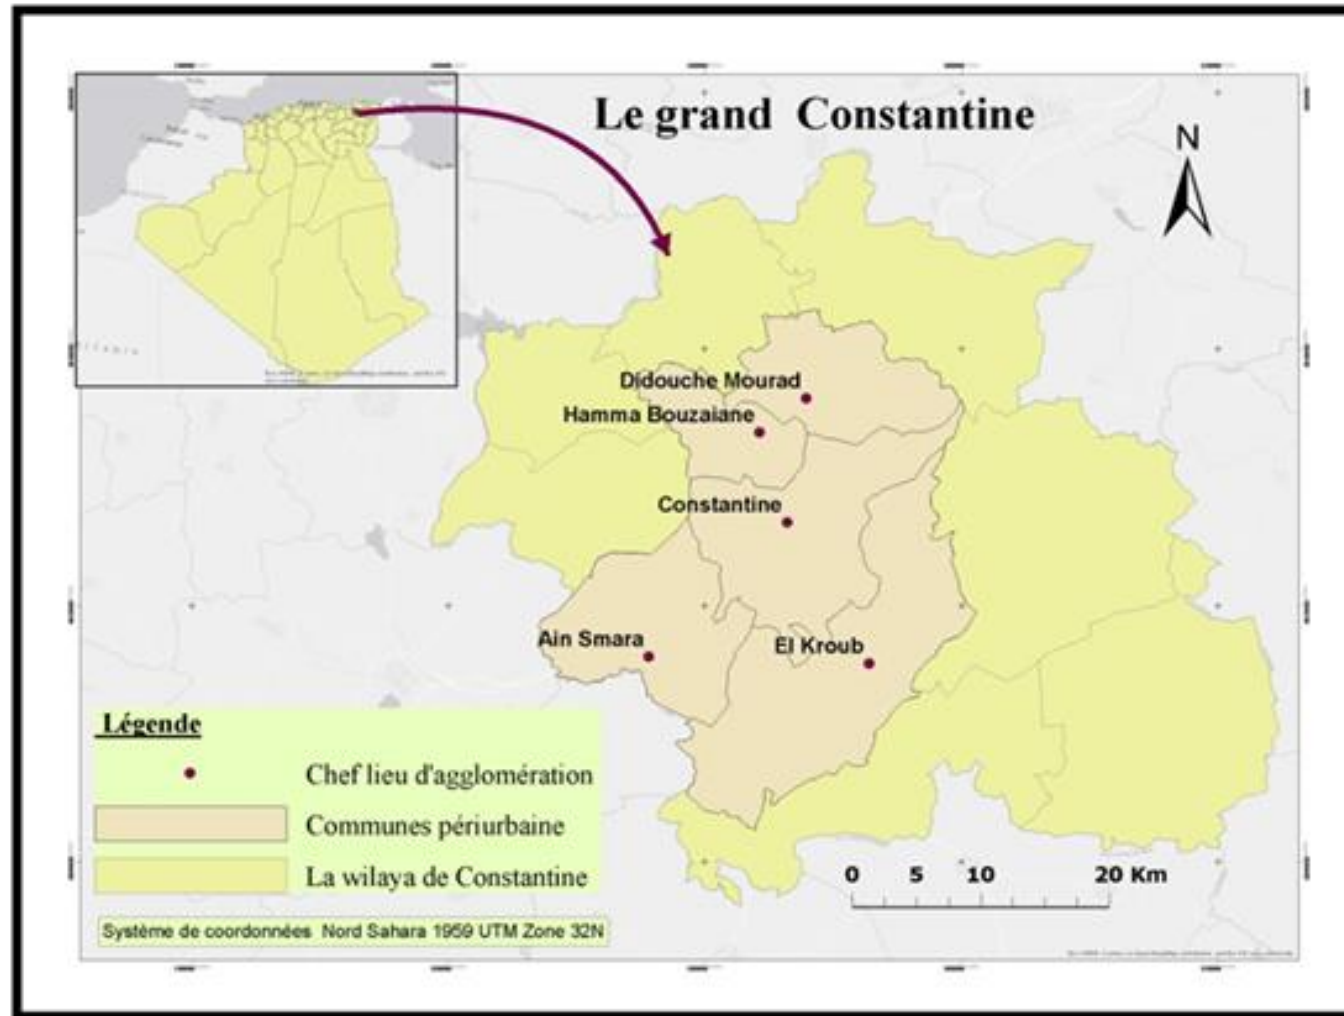 Le grand Constantine
N
Didouche Mourad
Hamma Bouzaiane
Constantine
Ain Smara
El Kroub
Légende
Chef lieu d'agglomération
Communes périurbaine
La wilaya de Constantine
Système de coordonnées Nord Sahara 1959 UTM Zone 32N
0 5 10 20 Km